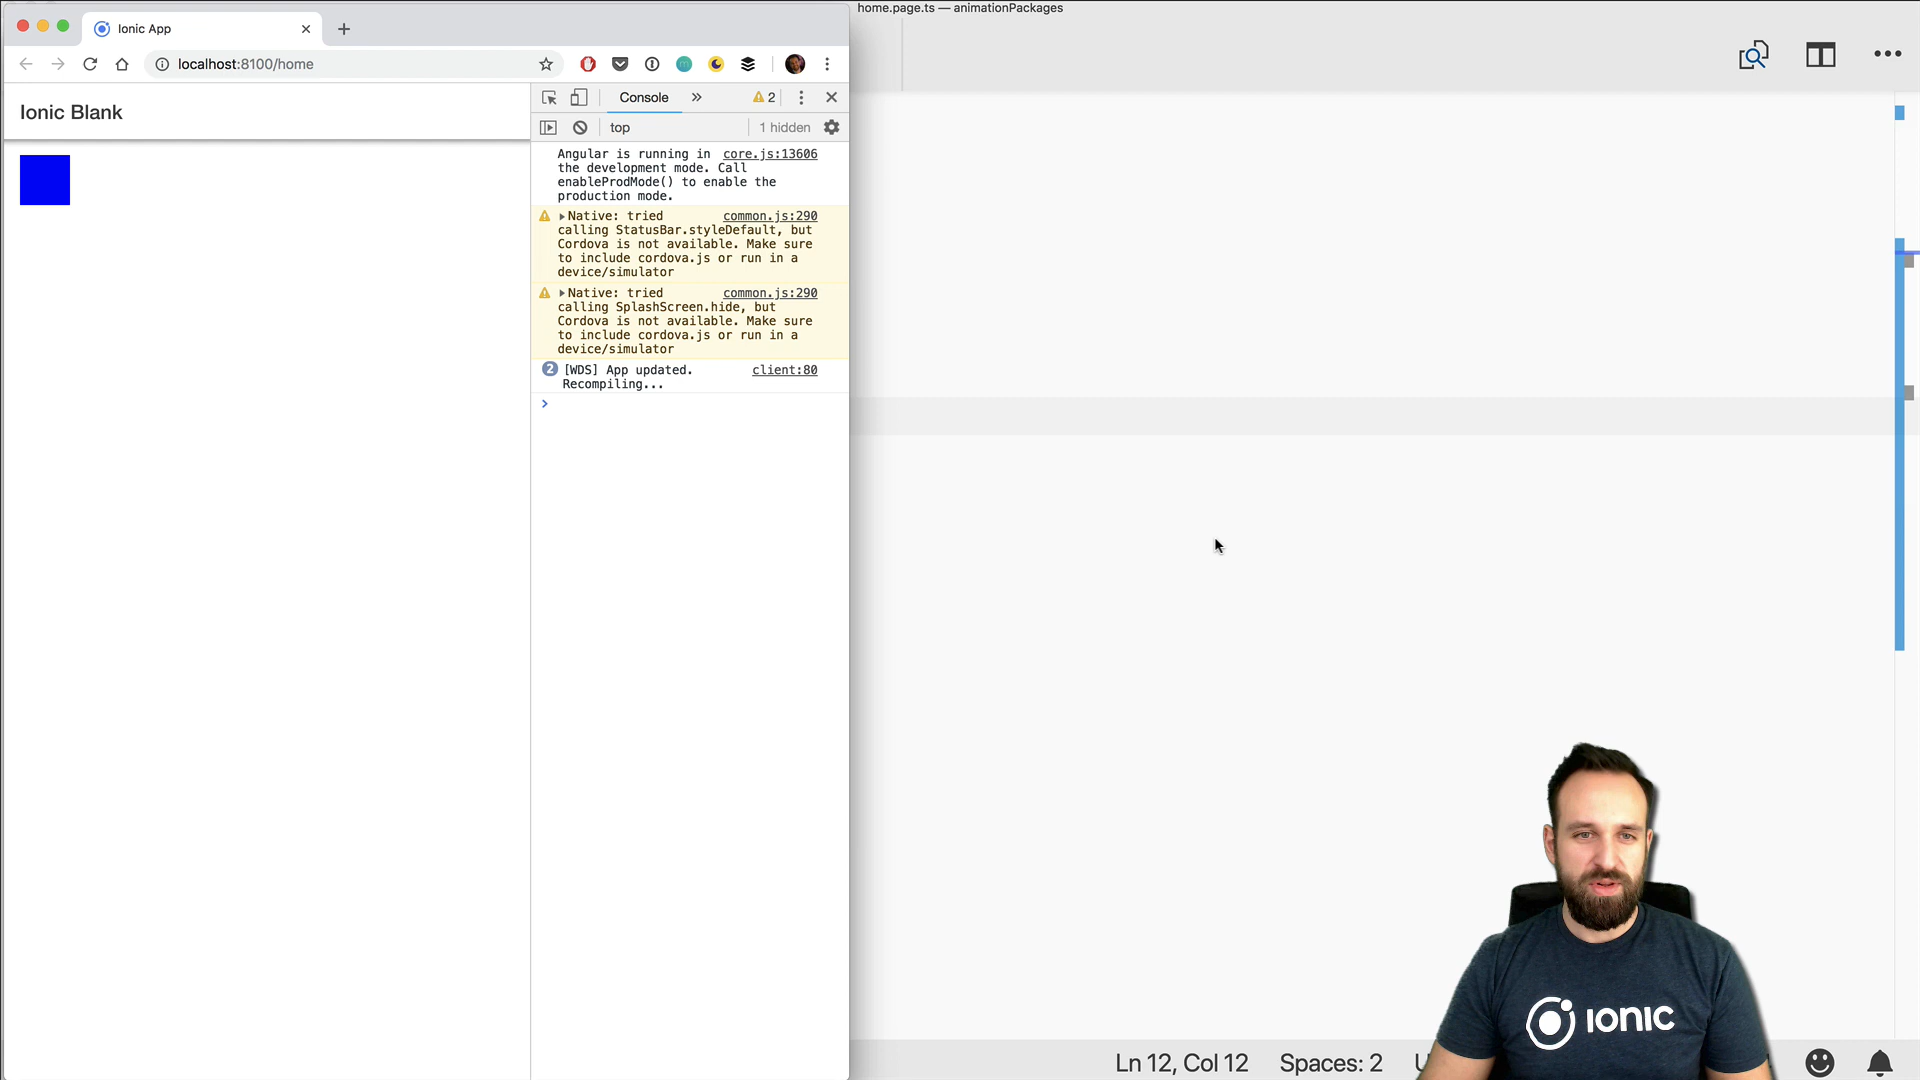 home.page.ts — animationPackages
Ionic App
localhost:8100/home
Ionic Blank
Console
2
top
1 hidden
Angular is running in core.js:13606
the development mode. Call
enableProdMode() to enable the
production mode.
Native: tried common.js:290
calling StatusBar.styleDefault, but
Cordova is not available. Make sure
to include cordova.js or run in a
device/simulator
Native: tried common.js:290
calling SplashScreen.hide, but
Cordova is not available. Make sure
to include cordova.js or run in a
device/simulator
2 [WDS] App updated. client:80
Recompiling...
IONIC
Ln 12, Col 12 Spaces: 2